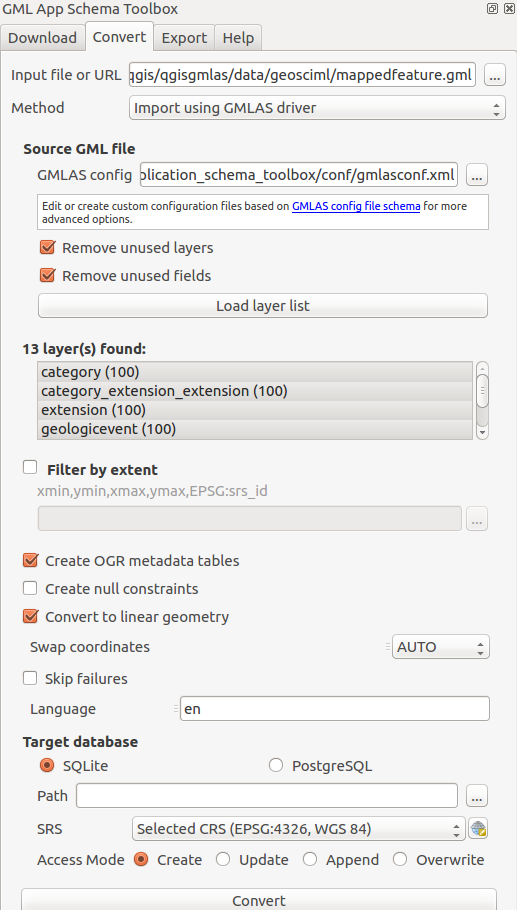 GML App Schema Toolbox
Download Convert Export Help
Input file or URL qgis/qgisgmlas/data/geosciml/mappedfeature.gml ...
Method Import using GMLAS driver
Source GML file
GMLAS config plication_schema_toolbox/conf/gmlasconf.xml ...
Edit or create custom configuration files based on GMLAS config file schema for more
advanced options.
Remove unused layers
Remove unused fields
Load layer list
13 layer(s) found:
category (100)
category_extension_extension (100)
extension (100)
geologicevent (100)
Filter by extent
xmin,ymin,xmax,ymax,EPSG:srs_id
...
Create OGR metadata tables
Create null constraints
Convert to linear geometry
Swap coordinates AUTO
Skip failures
Language en
Target database
SQLite PostgreSQL
Path ...
SRS Selected CRS (EPSG:4326, WGS 84)
Access Mode Create Update Append Overwrite
Convert